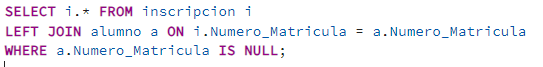 SELECT i.* FROM inscripcion i
LEFT JOIN alumno a ON i.Numero_Matricula = a.Numero_Matricula
WHERE a.Numero_Matricula IS NULL;